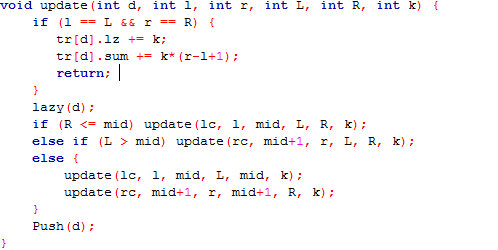 void update(int d, int l, int r, int L, int R, int k) {
    if (l == L && r == R) {
       tr[d].lz += k;
       tr[d].sum += k*(r-l+1);
       return;
    }
    lazy(d);
    if (R <= mid) update(lc, l, mid, L, R, k);
    else if (L > mid) update(rc, mid+1, r, L, R, k);
    else {
        update(lc, l, mid, L, mid, k);
        update(rc, mid+1, r, mid+1, R, k);
    }
    Push(d);
}